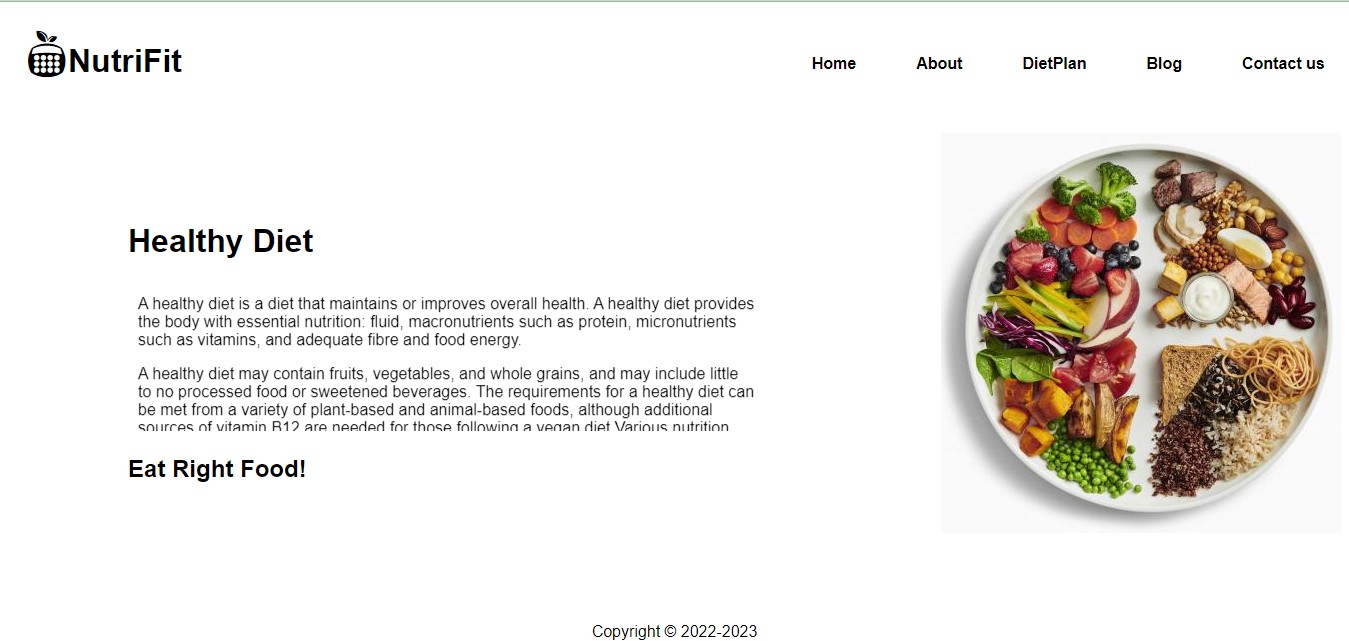 NutriFit
Home About DietPlan Blog Contact us
Healthy Diet
A healthy diet is a diet that maintains or improves overall health. A healthy diet provides
the body with essential nutrition: fluid, macronutrients such as protein, micronutrients
such as vitamins, and adequate fibre and food energy.
A healthy diet may contain fruits, vegetables, and whole grains, and may include little
to no processed food or sweetened beverages. The requirements for a healthy diet can
be met from a variety of plant-based and animal-based foods, although additional
sources of vitamin B12 are needed for those following a vegan diet.Various nutrition
Eat Right Food!
Copyright © 2022-2023